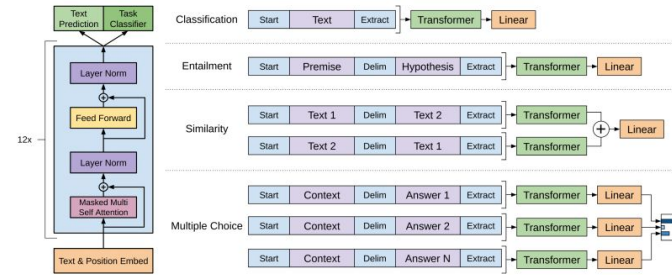 Text Prediction
Task Classifier
Layer Norm
Feed Forward
12x
Layer Norm
Masked Multi Self Attention
Text & Position Embed
Classification
Start Text Extract Transformer Linear
Entailment
Start Premise Delim Hypothesis Extract Transformer Linear
Similarity
Start Text 1 Delim Text 2 Extract Transformer
Start Text 2 Delim Text 1 Extract Transformer
+ Linear
Multiple Choice
Start Context Delim Answer 1 Extract Transformer Linear
Start Context Delim Answer 2 Extract Transformer Linear
Start Context Delim Answer N Extract Transformer Linear